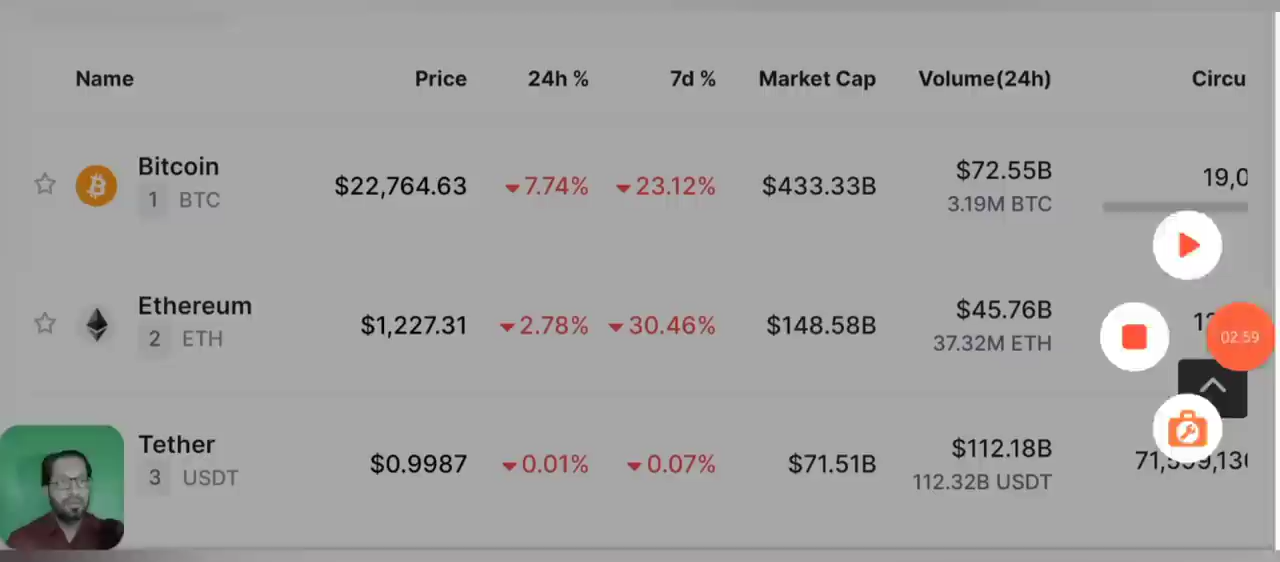 Name Price 24h % 7d % Market Cap Volume(24h) Circu
Bitcoin
1 BTC
$22,764.63 7.74% 23.12% $433.33B
$72.55B
3.19M BTC
19,0
Ethereum
2 ETH
$1,227.31 2.78% 30.46% $148.58B
$45.76B
37.32M ETH
02:59
Tether
3 USDT
$0.9987 0.01% 0.07% $71.51B
$112.18B
112.32B USDT